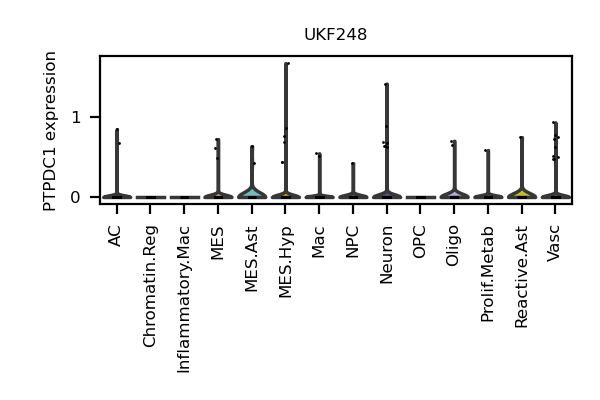 UKF248
PTPDC1 expression
1
0
AC
Chromatin.Reg
Inflammatory.Mac
MES
MES.Ast
MES.Hyp
Mac
NPC
Neuron
OPC
Oligo
Prolif.Metab
Reactive.Ast
Vasc